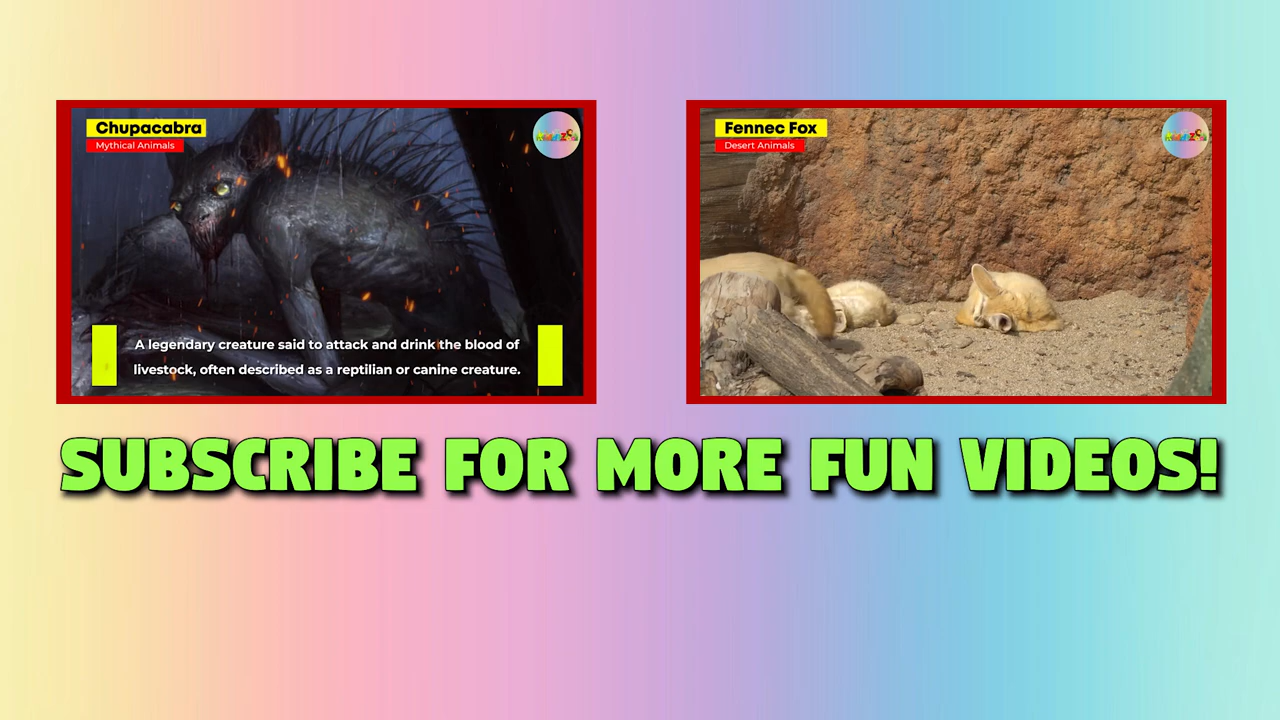 Chupacabra
Mythical Animals
A legendary creature said to attack and drink the blood of
livestock, often described as a reptilian or canine creature.
Fennec Fox
Desert Animals
SUBSCRIBE FOR MORE FUN VIDEOS!